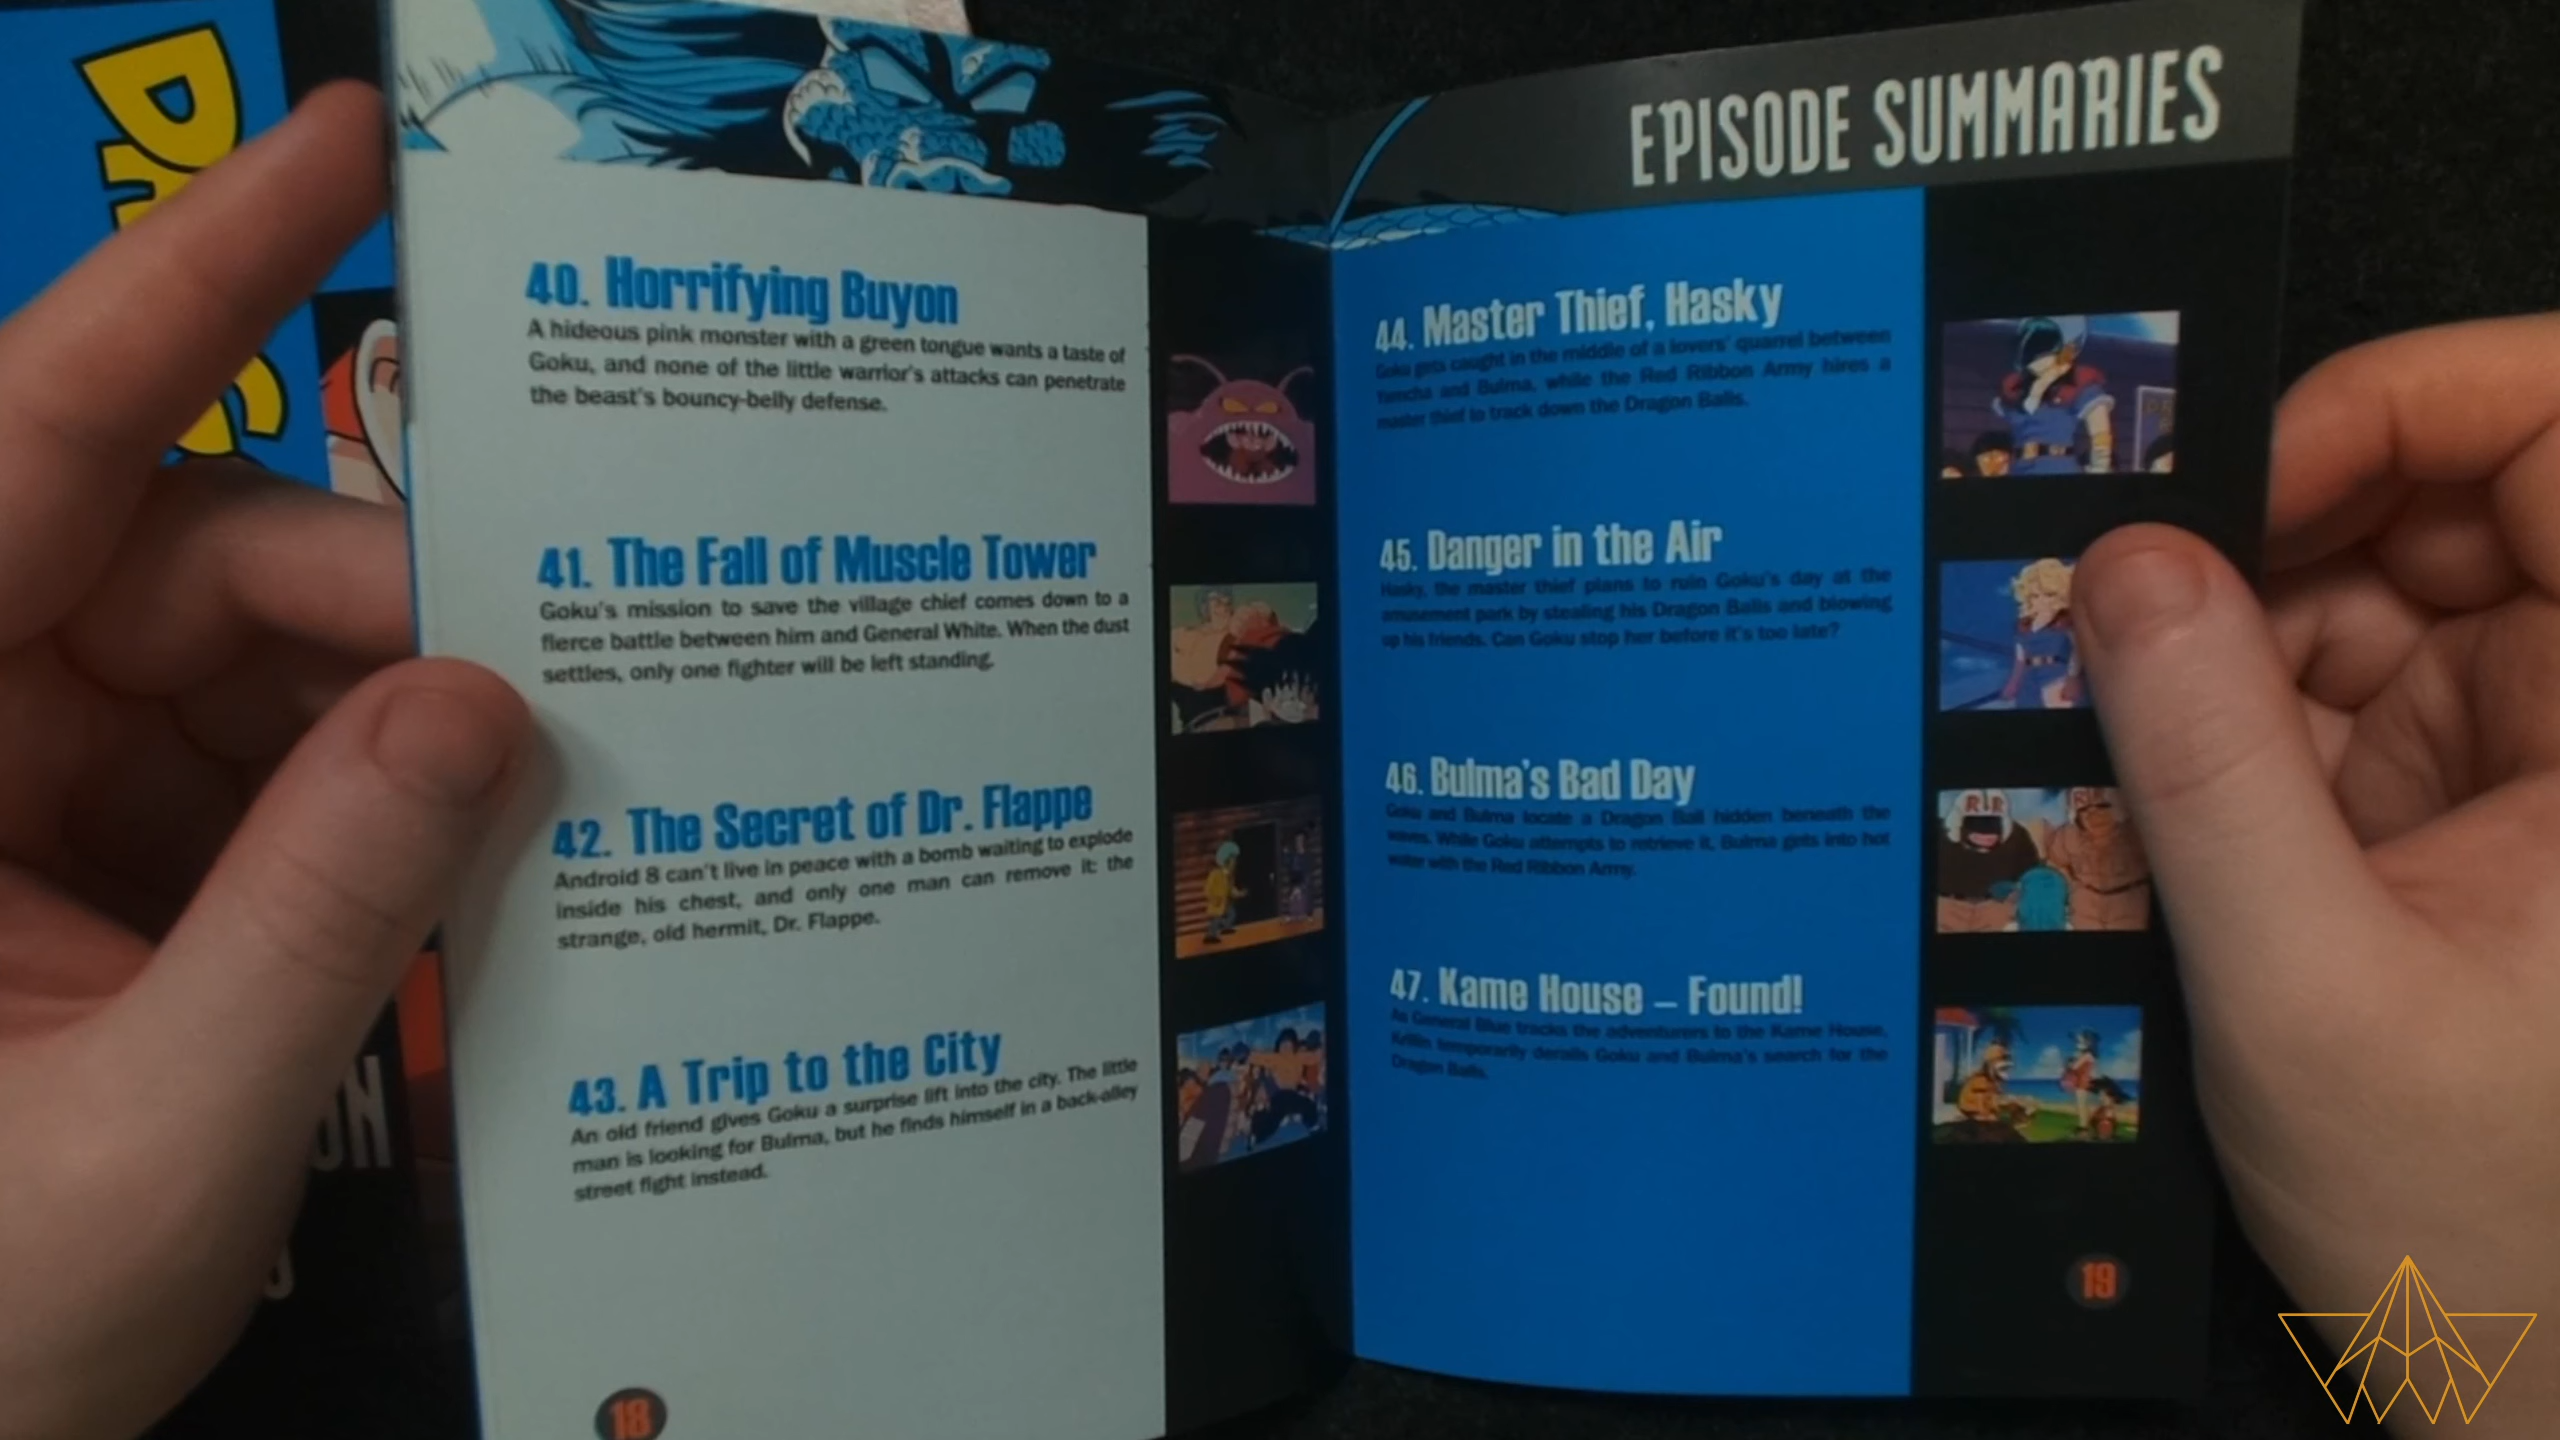 EPISODE SUMMARIES
40. Horrifying Buyon
A hideous pink monster with a green tongue wants a taste of
Goku, and none of the little warrior's attacks can penetrate
the beast's bouncy-belly defense.
41. The Fall of Muscle Tower
Goku's mission to save the village chief comes down to a
fierce battle between him and General White. When the dust
settles, only one fighter will be left standing.
42. The Secret of Dr. Flappe
Android 8 can't live in peace with a bomb waiting to explode
inside his chest, and only one man can remove it: the
strange, old hermit, Dr. Flappe.
43. A Trip to the City
An old friend gives Goku a surprise lift into the city. The little
man is looking for Bulma, but he finds himself in a back-alley
street fight instead.
18
44. Master Thief, Hasky
Goku gets caught in the middle of a lovers' quarrel between
Yamcha and Bulma, while the Red Ribbon Army hires a
master thief to track down the Dragon Balls.
45. Danger in the Air
Hasky, the master thief plans to ruin Goku's day at the
amusement park by stealing his Dragon Balls and blowing
up his friends. Can Goku stop her before it's too late?
46. Bulma's Bad Day
Goku and Bulma locate a Dragon Ball hidden beneath the
waves. While Goku attempts to retrieve it, Bulma gets into hot
water with the Red Ribbon Army.
47. Kame House – Found!
As General Blue tracks the adventurers to the Kame House,
Krillin temporarily derails Goku and Bulma's search for the
Dragon Balls.
19